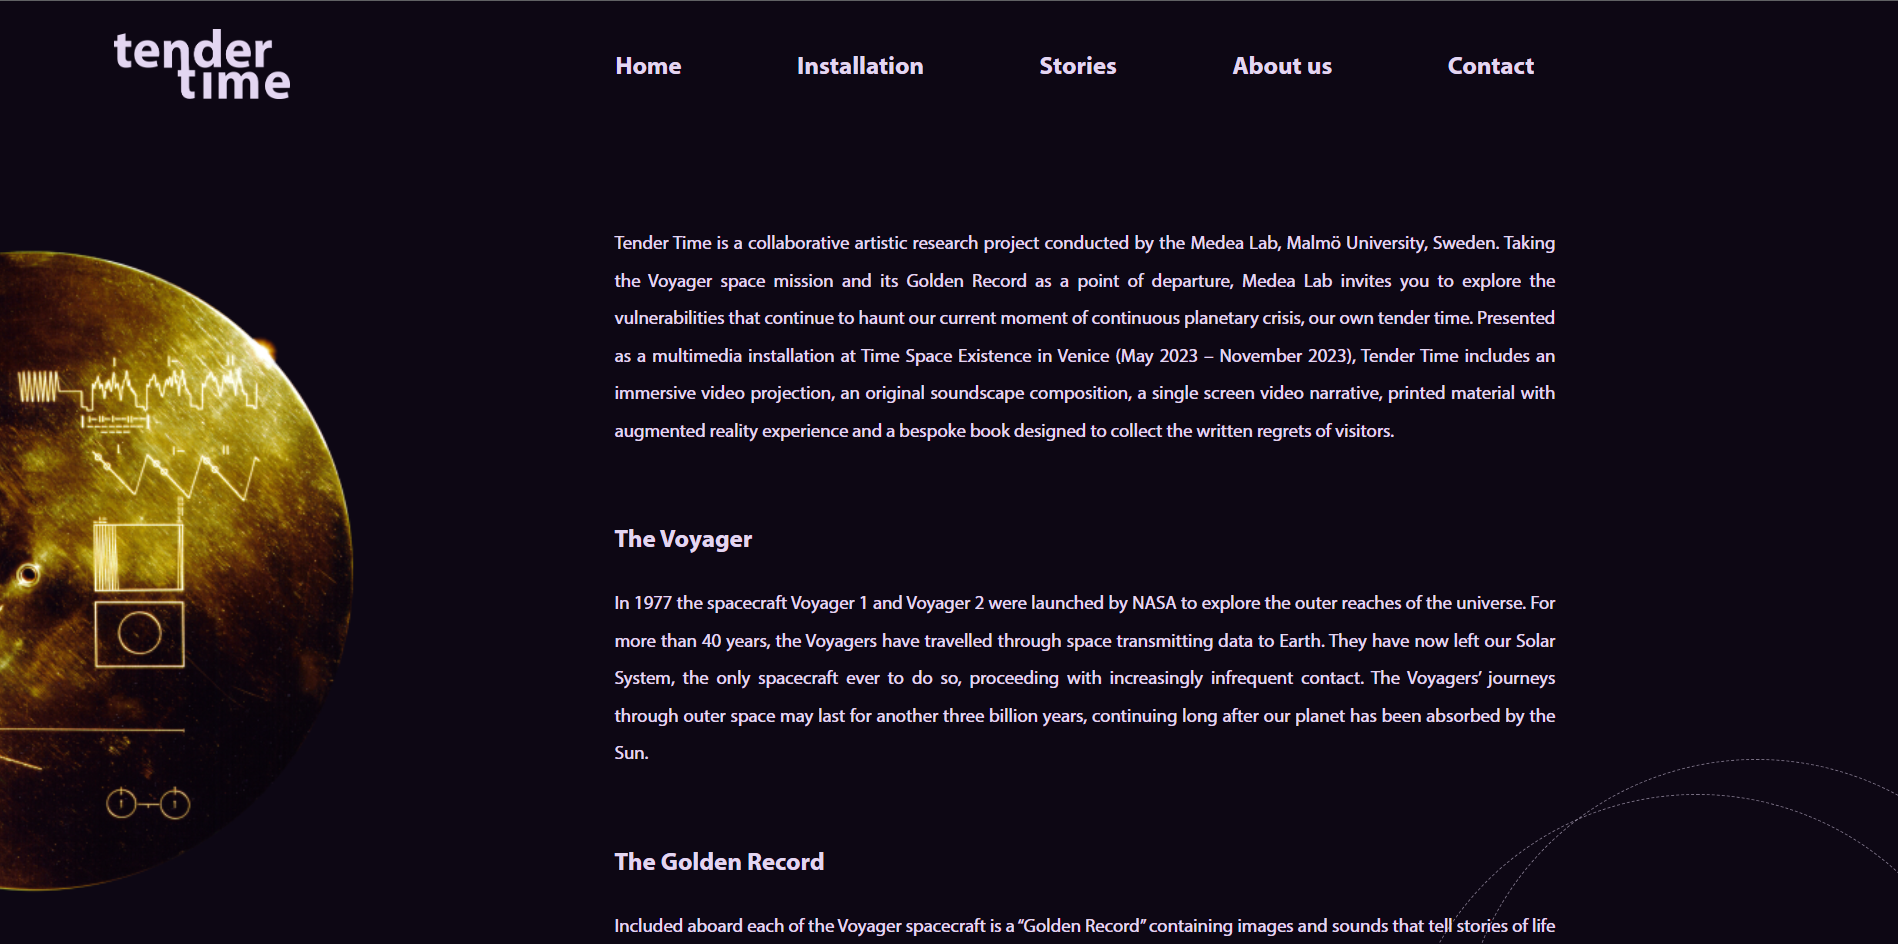 tender
time
Home
Installation
Stories
About us
Contact
Tender Time is a collaborative artistic research project conducted by the Medea Lab, Malmö University, Sweden. Taking
the Voyager space mission and its Golden Record as a point of departure, Medea Lab invites you to explore the
vulnerabilities that continue to haunt our current moment of continuous planetary crisis, our own tender time. Presented
as a multimedia installation at Time Space Existence in Venice (May 2023 – November 2023), Tender Time includes an
immersive video projection, an original soundscape composition, a single screen video narrative, printed material with
augmented reality experience and a bespoke book designed to collect the written regrets of visitors.
The Voyager
In 1977 the spacecraft Voyager 1 and Voyager 2 were launched by NASA to explore the outer reaches of the universe. For
more than 40 years, the Voyagers have travelled through space transmitting data to Earth. They have now left our Solar
System, the only spacecraft ever to do so, proceeding with increasingly infrequent contact. The Voyagers’ journeys
through outer space may last for another three billion years, continuing long after our planet has been absorbed by the
Sun.
The Golden Record
Included aboard each of the Voyager spacecraft is a “Golden Record” containing images and sounds that tell stories of life